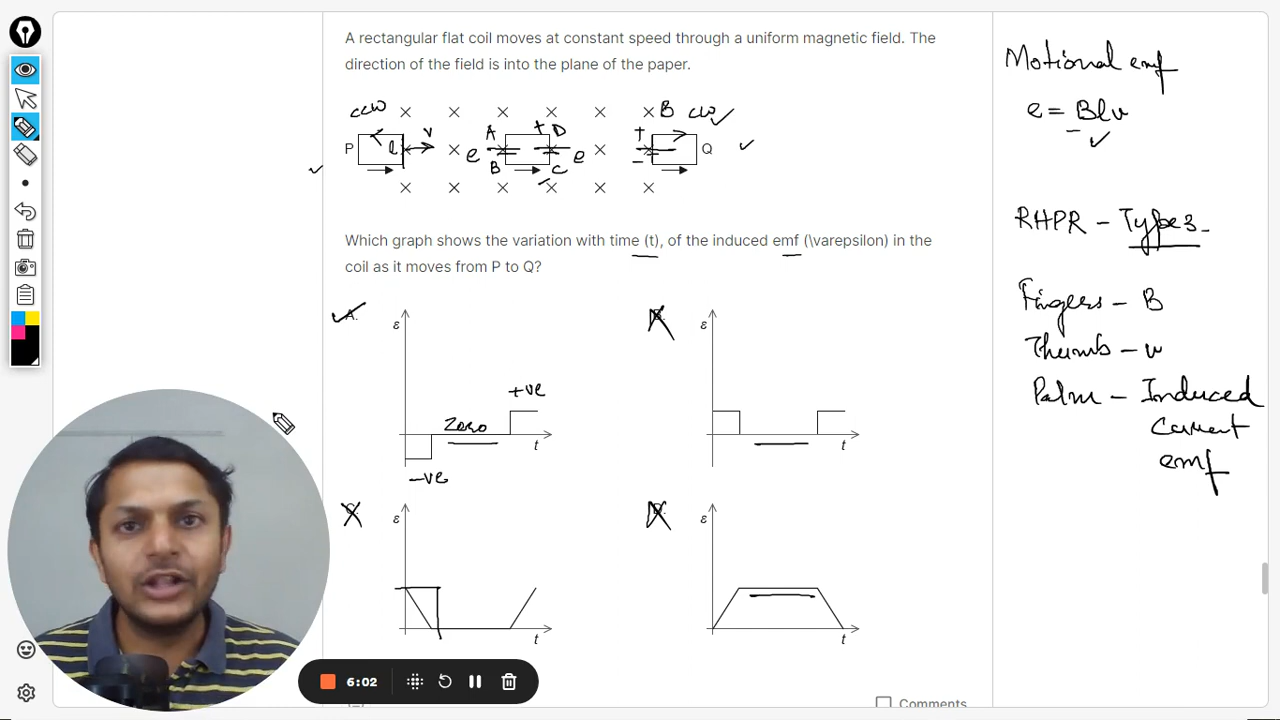 A rectangular flat coil moves at constant speed through a uniform magnetic field. The
direction of the field is into the plane of the paper.
ccw B cw
P l v e A B + D C e + - Q
Which graph shows the variation with time (t), of the induced emf (\varepsilon) in the
coil as it moves from P to Q?
A.
ε
+ve
Zero
t
-ve
ε
t
ε
t
ε
t
Motional emf
e = Blv
RHPR - Type 3
Fingers - B
Thumb - v
Palm - Induced
Current
emf
6:02
Comments